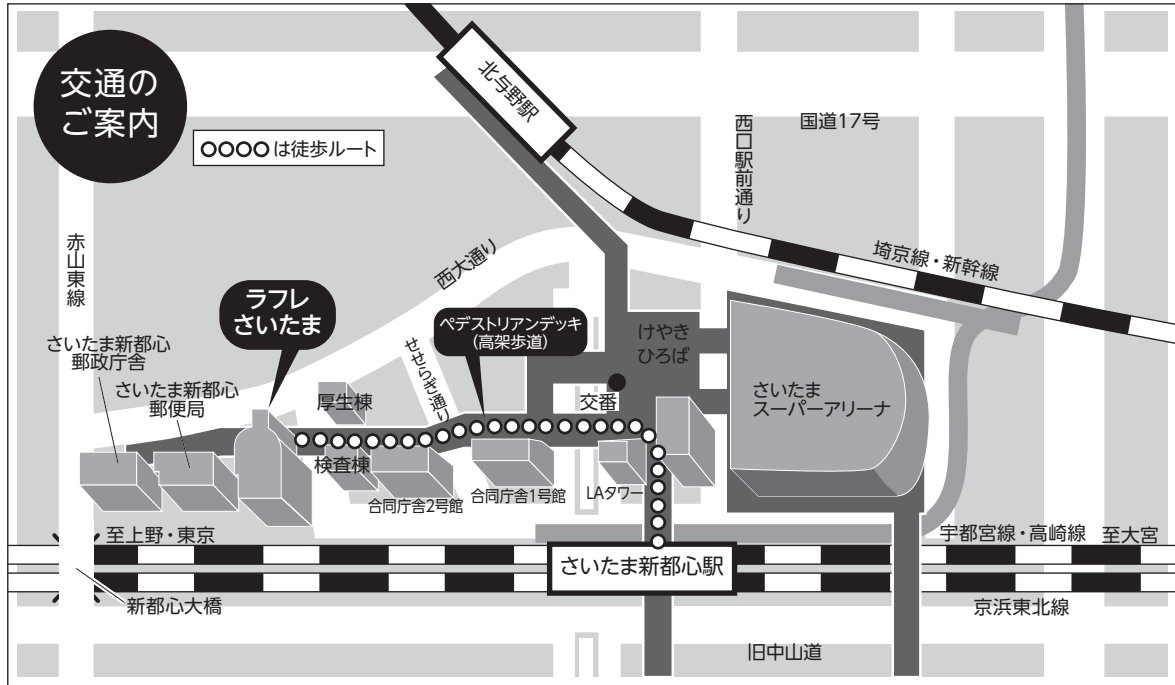 交通の
ご案内
○○○○は徒歩ルート
北与野駅
国道17号
西口駅前通り
埼京線・新幹線
赤山東線
西大通り
ラフレ
さいたま
ペデストリアンデッキ
(高架歩道)
けやき
ひろば
せせらぎ通り
さいたま新都心
郵政庁舎
さいたま新都心
郵便局
厚生棟
交番
さいたま
スーパーアリーナ
検査棟
合同庁舎2号館
合同庁舎1号館
LAタワー
至上野・東京
宇都宮線・高崎線
至大宮
さいたま新都心駅
新都心大橋
京浜東北線
旧中山道